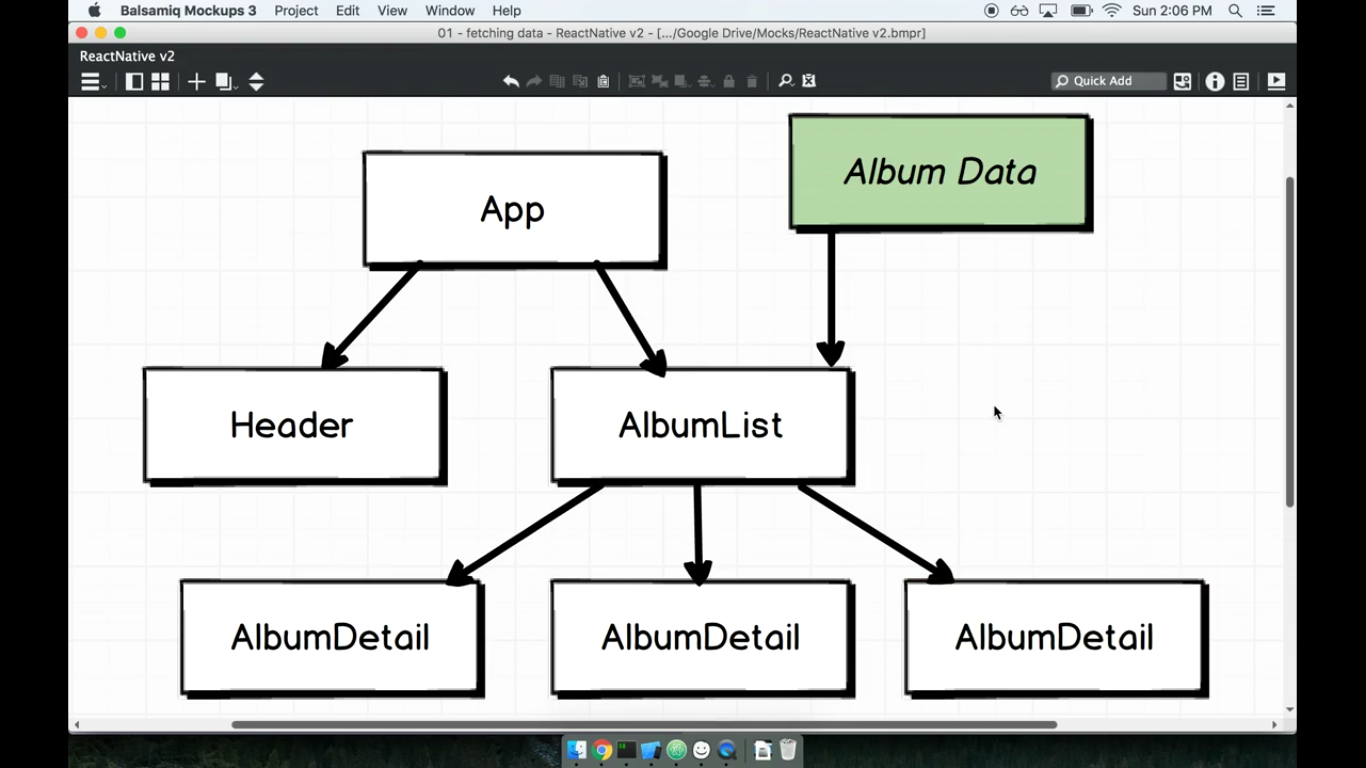 Balsamiq Mockups 3 Project Edit View Window Help Sun 2:06 PM
01 - fetching data - ReactNative v2 - [.../Google Drive/Mocks/ReactNative v2.bmpr]
ReactNative v2
Quick Add
Album Data
App
Header
AlbumList
AlbumDetail
AlbumDetail
AlbumDetail